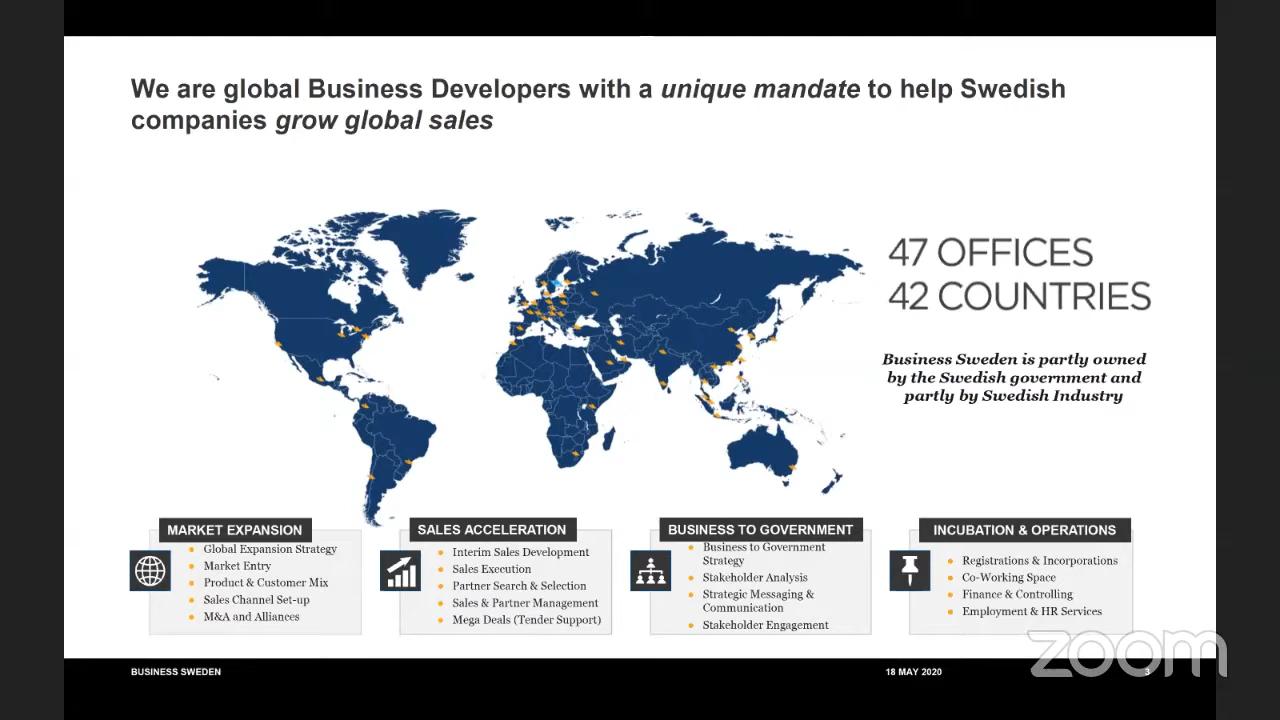 We are global Business Developers with a unique mandate to help Swedish
companies grow global sales
47 OFFICES
42 COUNTRIES
Business Sweden is partly owned
by the Swedish government and
partly by Swedish Industry
MARKET EXPANSION
Global Expansion Strategy
Market Entry
Product & Customer Mix
Sales Channel Set-up
M&A and Alliances
SALES ACCELERATION
Interim Sales Development
Sales Execution
Partner Search & Selection
Sales & Partner Management
Mega Deals (Tender Support)
BUSINESS TO GOVERNMENT
Business to Government
Strategy
Stakeholder Analysis
Strategic Messaging &
Communication
Stakeholder Engagement
INCUBATION & OPERATIONS
Registrations & Incorporations
Co-Working Space
Finance & Controlling
Employment & HR Services
BUSINESS SWEDEN
18 MAY 2020
3
zoom